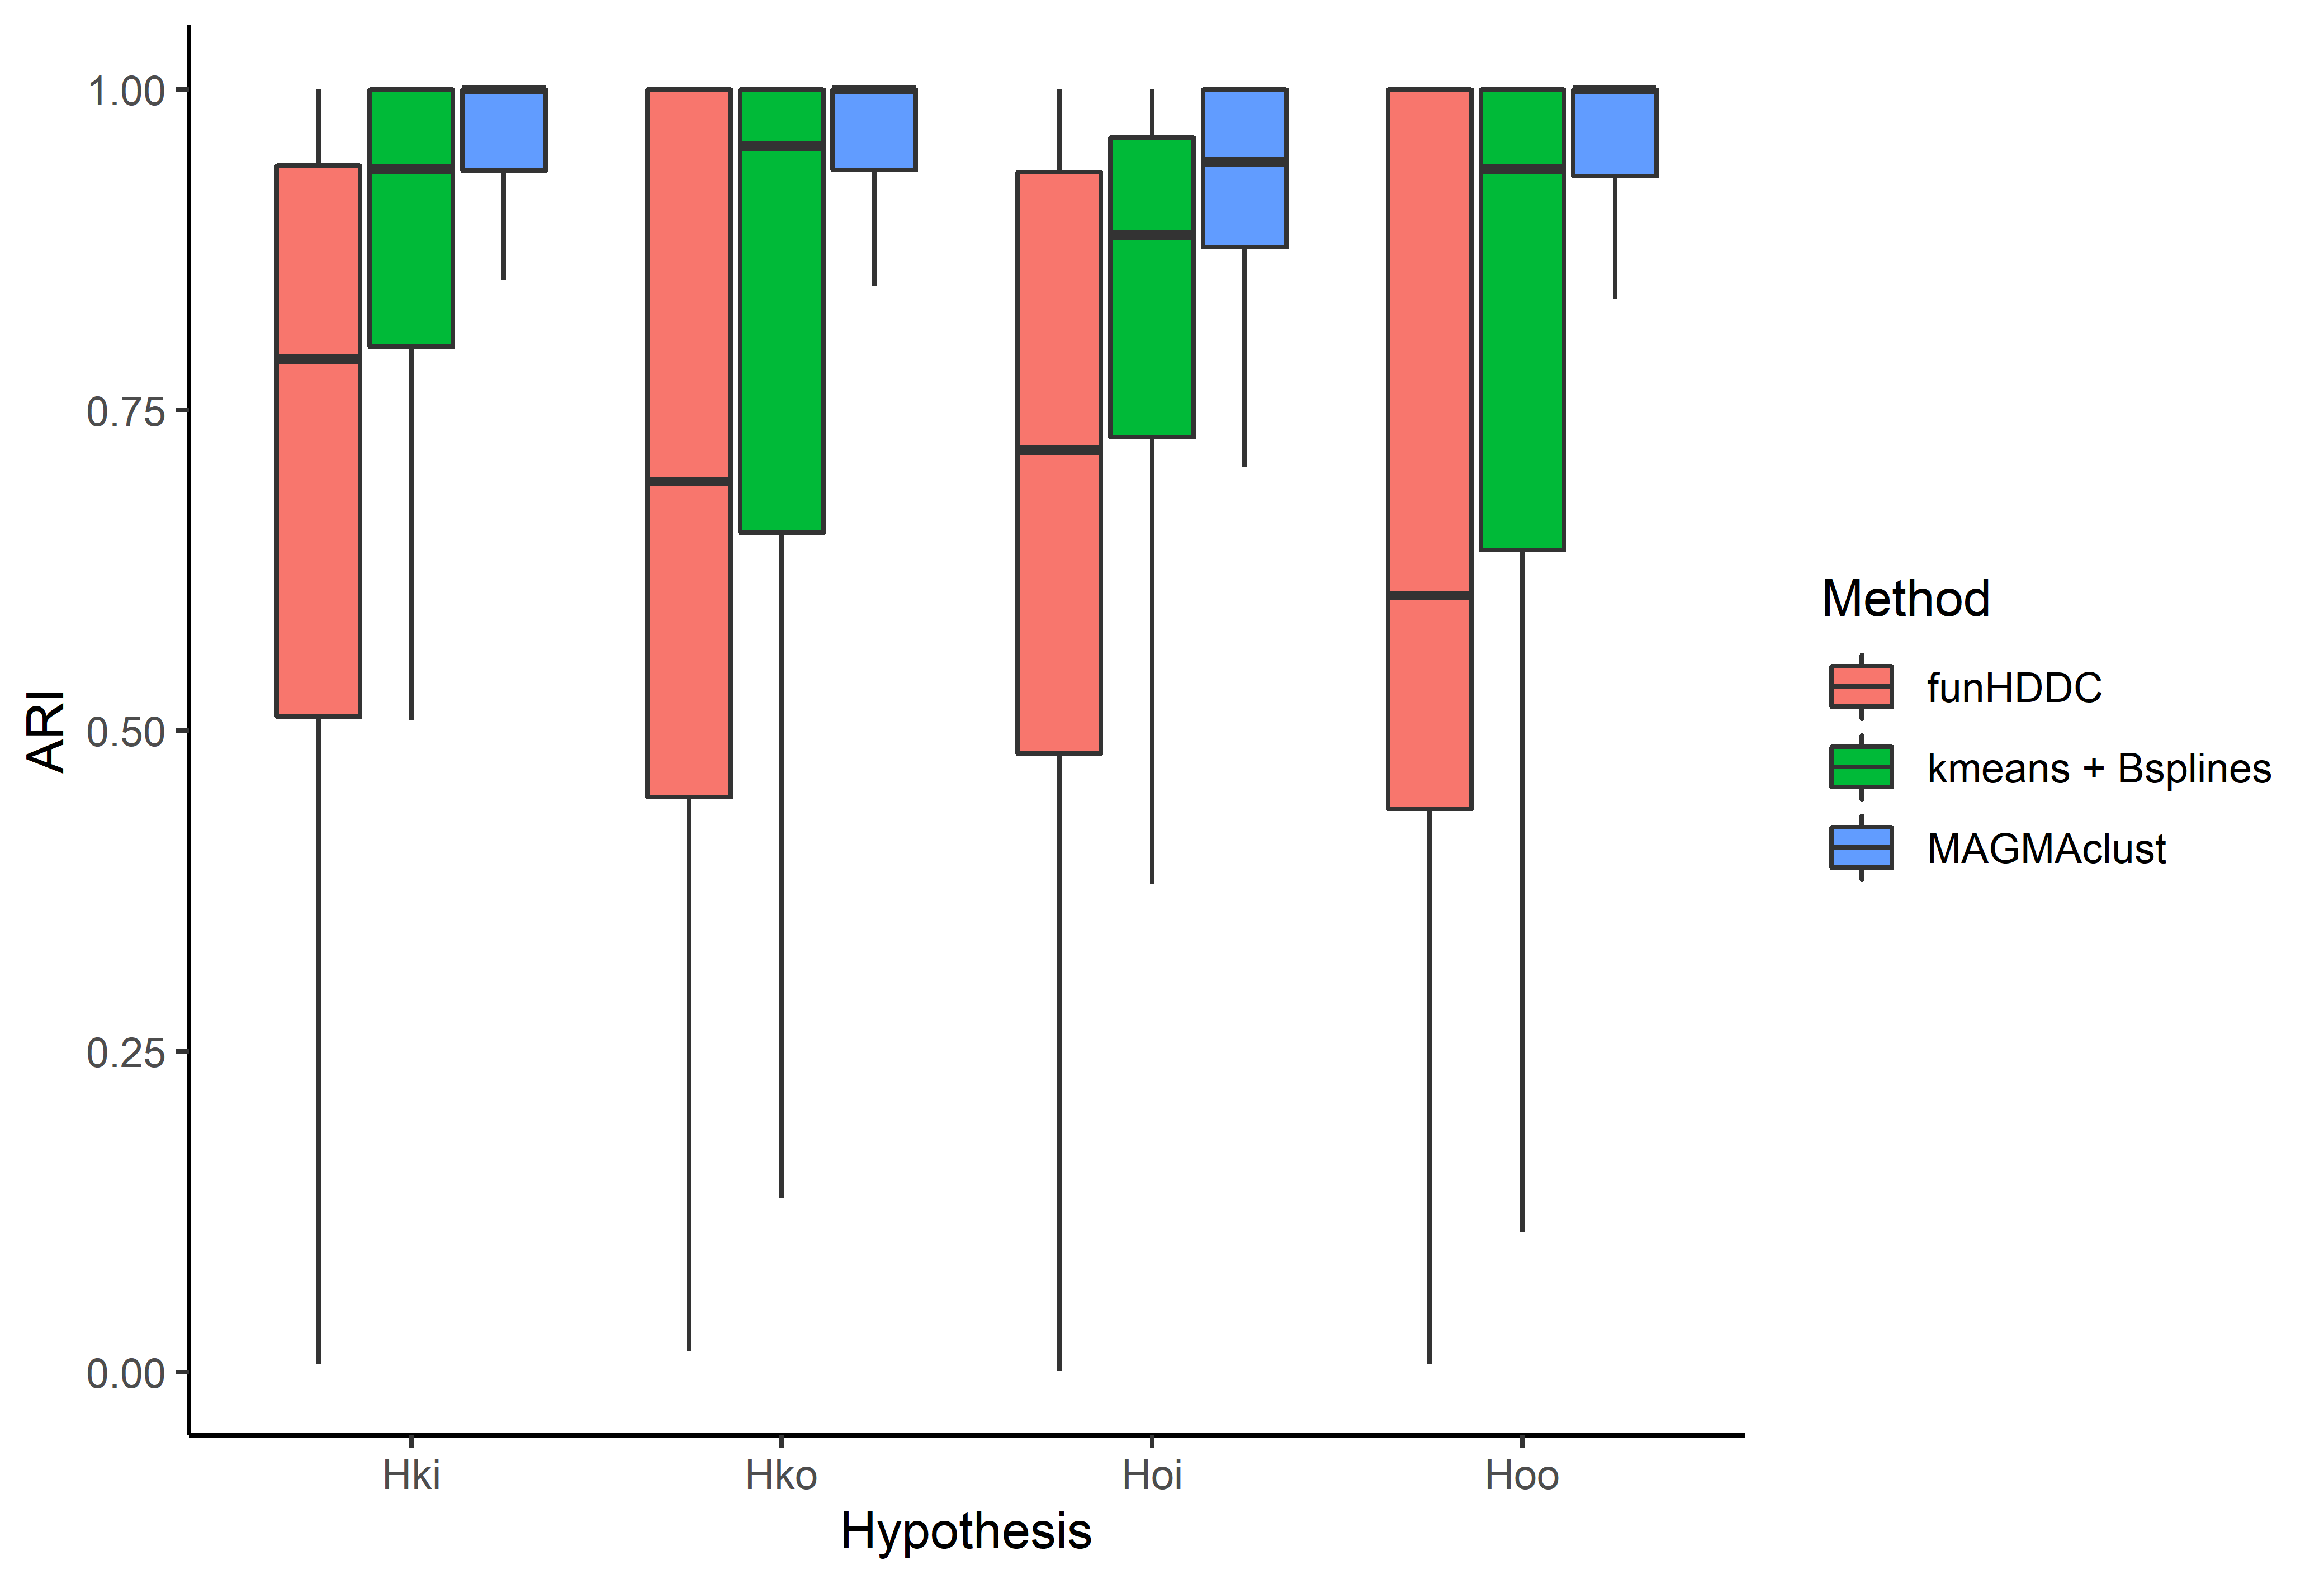 ARI
1.00
0.75
0.50
0.25
0.00
Hki
Hko
Hoi
Hoo
Hypothesis
Method
funHDDC
kmeans + Bsplines
MAGMAclust